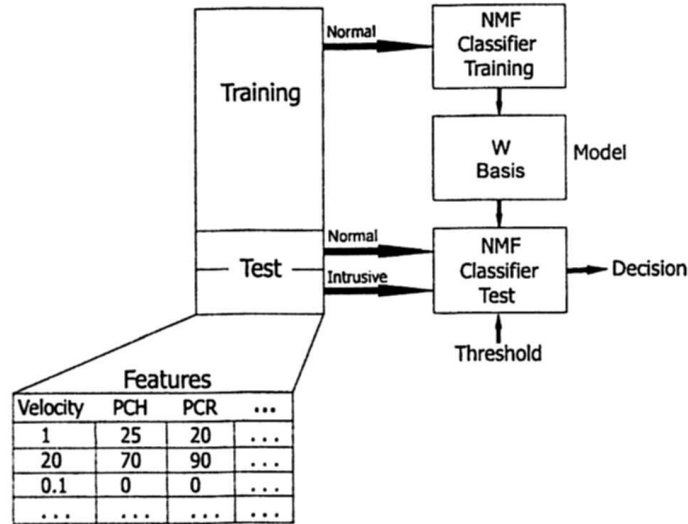 Normal
NMF
Classifier
Training
Training
W
Basis
Model
Normal
Test
Intrusive
NMF
Classifier
Test
Decision
Threshold
Features
Velocity PCH PCR ...
1 25 20 ...
20 70 90 ...
0.1 0 0 ...
... ... ... ...